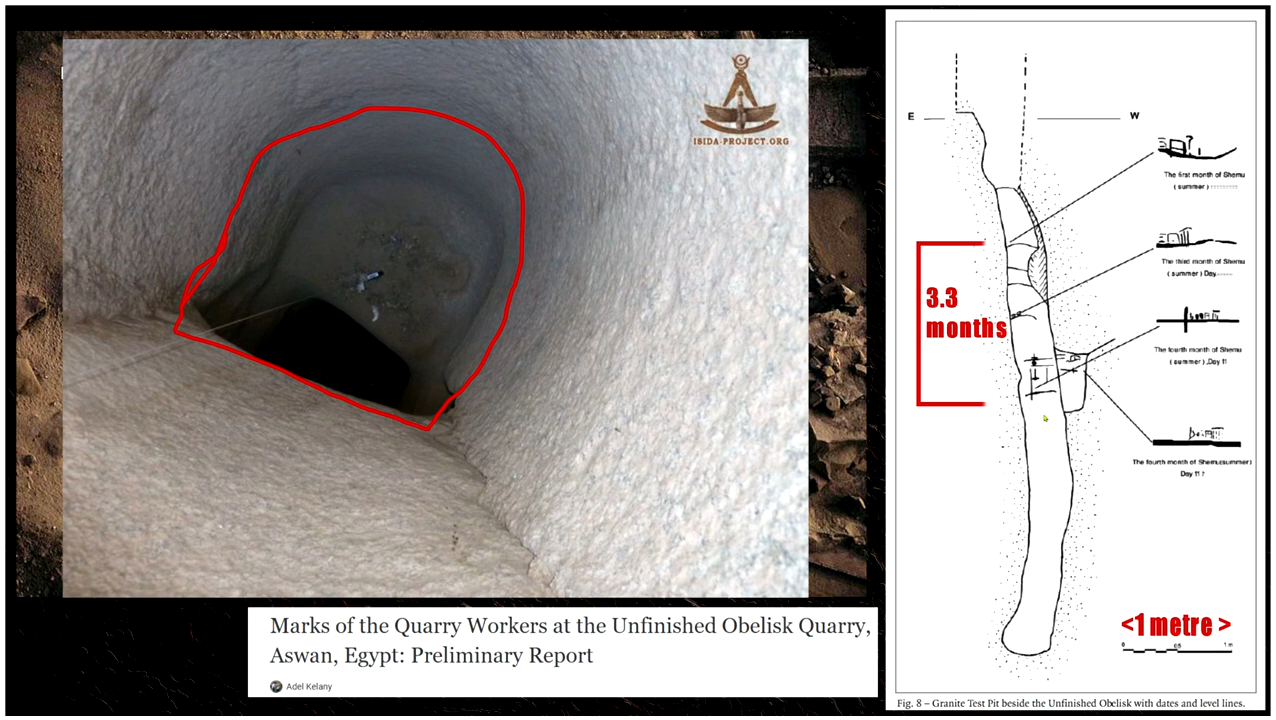 ISIDA-PROJECT.ORG
Marks of the Quarry Workers at the Unfinished Obelisk Quarry,
Aswan, Egypt: Preliminary Report
Adel Kelany
E
W
The first month of Shemu
( summer )
The third month of Shemu
( summer ) Day
3.3
months
The fourth month of Shemu
( summer ) ,Day 11
The fourth month of Shemu(summer)
Day 11 ?
<1 metre >
0 0.5 1 m
Fig. 8 – Granite Test Pit beside the Unfinished Obelisk with dates and level lines.